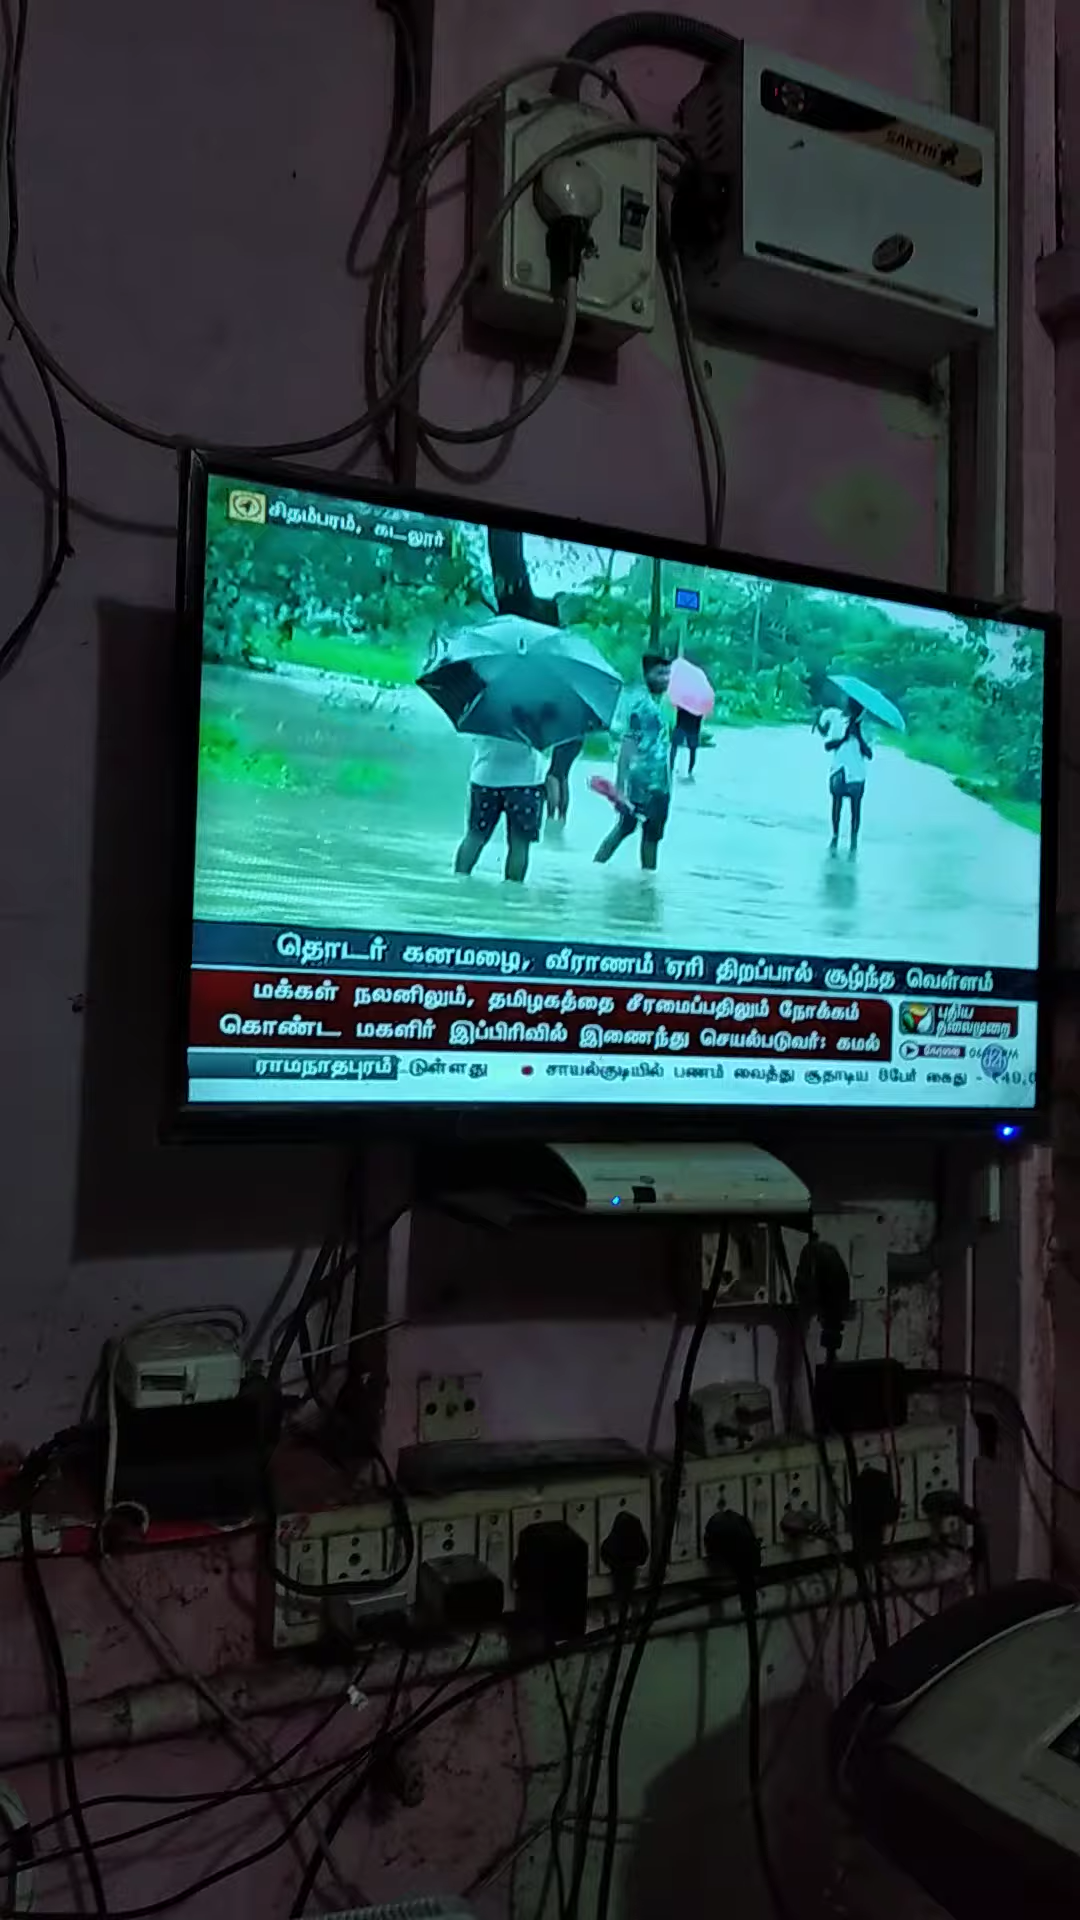 SAKTHI
சிதம்பரம், கடலூர்
தொடர் கனமழை, வீராணம் ஏரி திறப்பால் சூழ்ந்த வெள்ளம்
மக்கள் நலனிலும், தமிழகத்தை சீரமைப்பதிலும் நோக்கம்
கொண்ட மகளிர் இப்பிரிவில் இணைந்து செயல்படுவர்: கமல்
புதிய
தலைமுறை
ராமநாதபுரம் டுள்ளது • சாயல்குடியில் பணம் வைத்து சூதாடிய 8பேர் கைது -